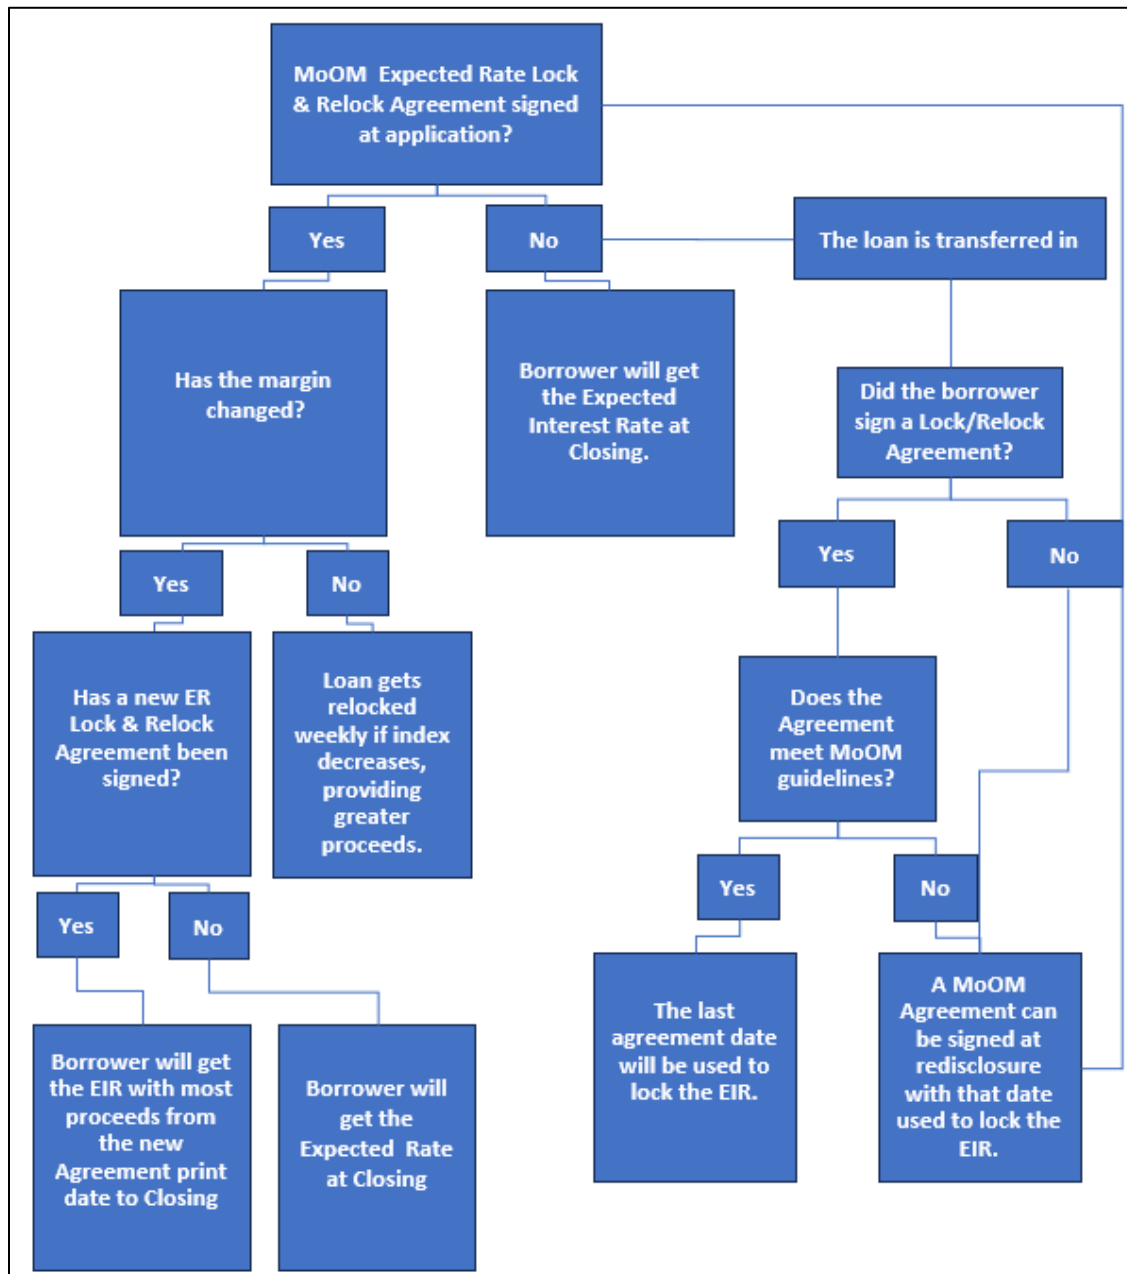 MoOM  Expected Rate Lock
& Relock Agreement signed
at application?
Yes
No
The loan is transferred in
Has the margin
changed?
Borrower will get
the Expected
Interest Rate at
Closing.
Did the borrower
sign a Lock/Relock
Agreement?
Yes
No
Yes
No
Has a new ER
Lock & Relock
Agreement been
signed?
Loan gets
relocked
weekly if index
decreases,
providing
greater
proceeds.
Does the
Agreement
meet MoOM
guidelines?
Yes
No
Yes
No
The last
agreement date
will be used to
lock the EIR.
A MoOM
Agreement can
be signed at
redisclosure
with that date
used to lock the
EIR.
Borrower will get
the EIR with most
proceeds from
the new
Agreement print
date to Closing
Borrower will
get the
Expected  Rate
at Closing